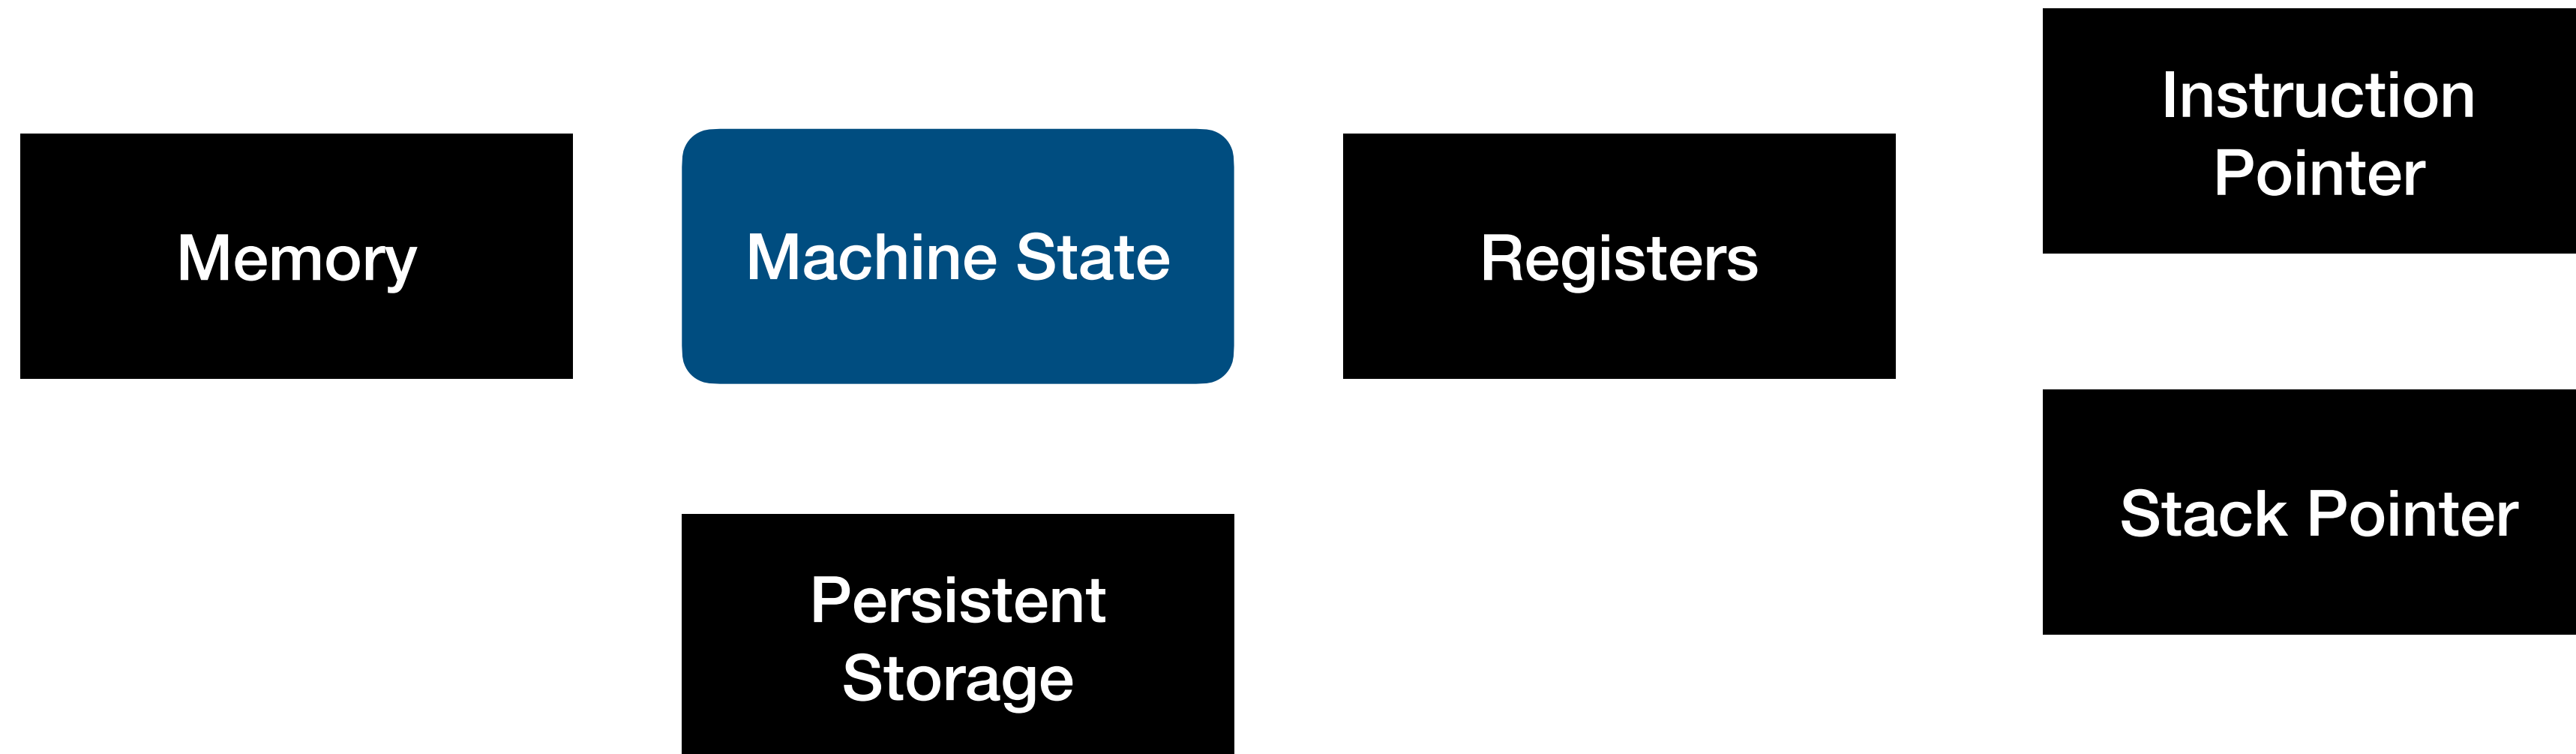 Memory
Machine State
Registers
Instruction
Pointer
Stack Pointer
Persistent
Storage